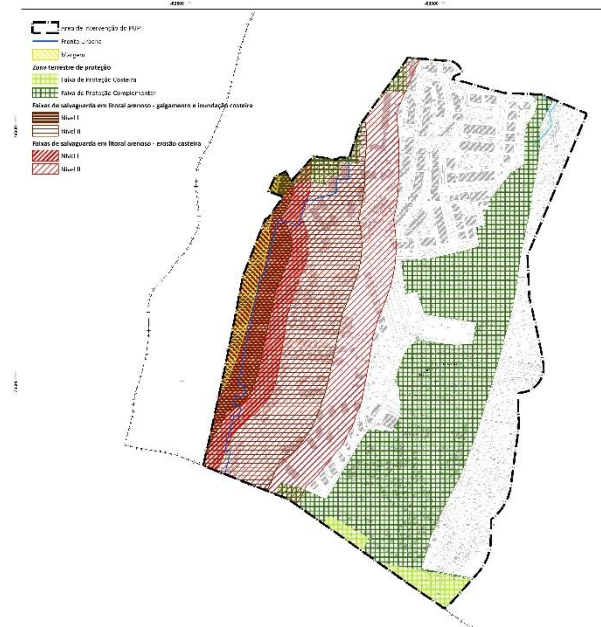 Área de Intervenção do PUP
Frente Urbana
Margem
Zona terrestre de proteção
Faixa de Proteção Costeira
Faixa de Proteção Complementar
Faixas de salvaguarda em litoral arenoso - galgamento e inundação costeira
Nível I
Nível II
Faixas de salvaguarda em litoral arenoso - erosão costeira
Nível I
Nível II